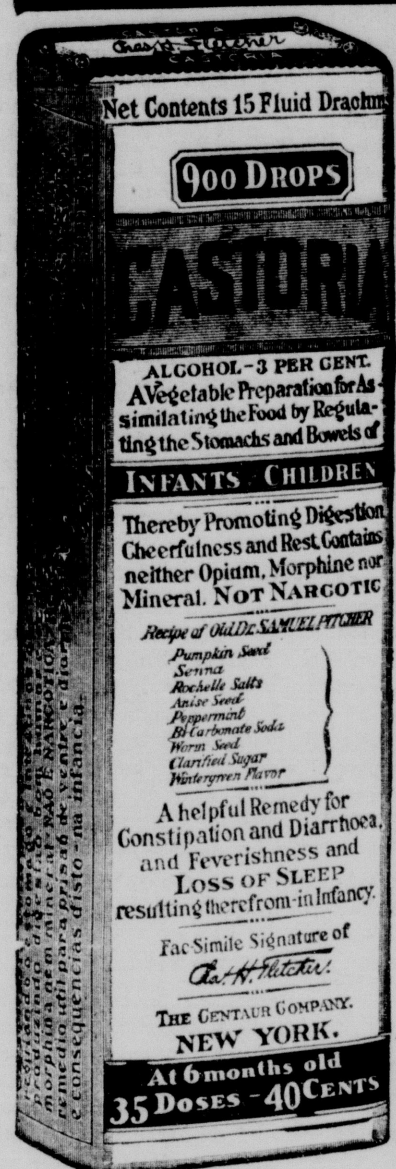 CASTORIA
Chas. H. Fletcher
CASTORIA
Net Contents 15 Fluid Drachms
900 DROPS
CASTORIA
ALCOHOL-3 PER CENT.
A Vegetable Preparation for As-
similating the Food by Regula-
ting the Stomachs and Bowels of
INFANTS CHILDREN
Thereby Promoting Digestion
Cheerfulness and Rest. Contains
neither Opium, Morphine nor
Mineral. NOT NARCOTIC
Recipe of Old Dr. SAMUEL PITCHER
Pumpkin Seed
Senna
Rochelle Salts
Anise Seed
Peppermint
Bi Carbonate Soda
Worm Seed
Clarified Sugar
Wintergreen Flavor
A helpful Remedy for
Constipation and Diarrhoea,
and Feverishness and
LOSS OF SLEEP
resulting therefrom-in Infancy.
Fac-Simile Signature of
Chas. H. Fletcher.
THE CENTAUR COMPANY.
NEW YORK.
At 6 months old
35 DOSES - 40 CENTS
produzindo digestão
morphina nem mineral. NÃO É NARCOTICO
remedio util para prisaõ de ventre e diar
e consequencias d'isto - na infancia.